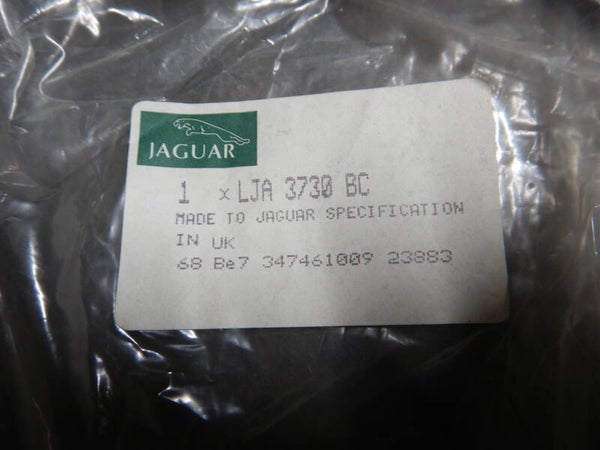 JAGUAR
1 x LJA 3730 BC
MADE TO JAGUAR SPECIFICATION
IN UK
68 Be7 347461009 23883